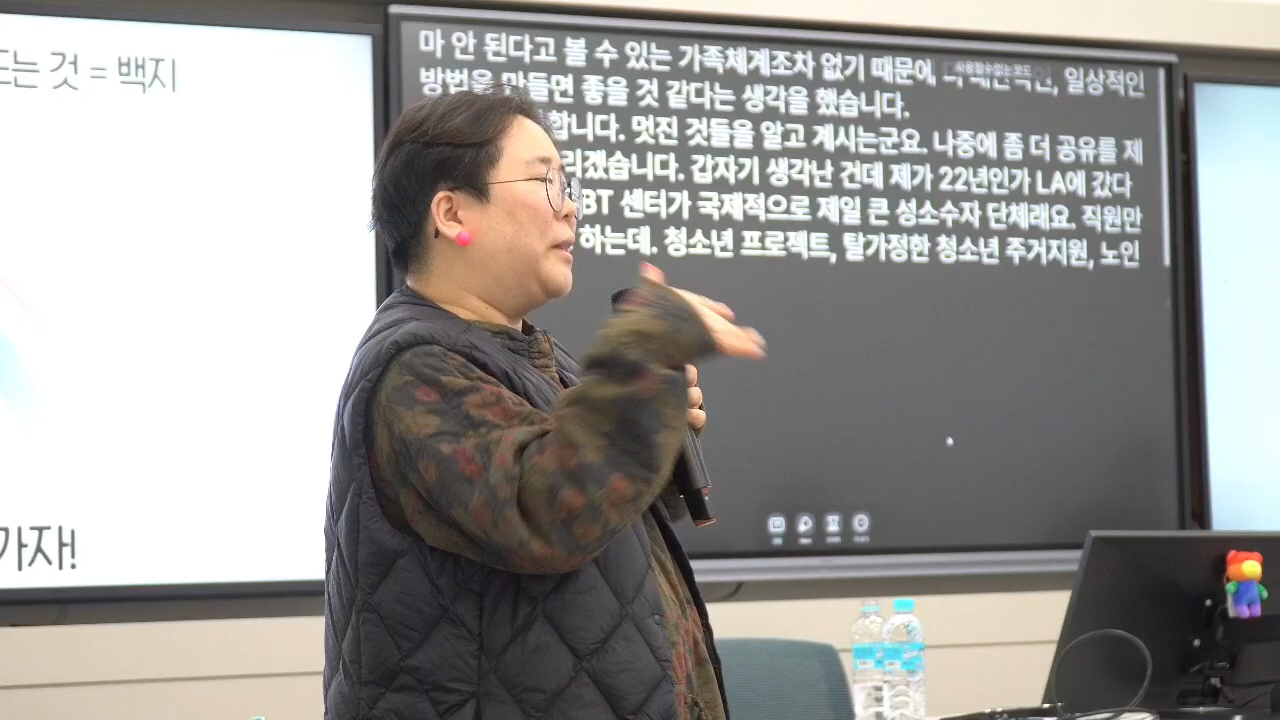 는 것 = 백지
가자!
마 안 된다고 볼 수 있는 가족체계조차 없기 때문에, 일상적인
방법을 만들면 좋을 것 같다는 생각을 했습니다.
합니다. 멋진 것들을 알고 계시는군요. 나중에 좀 더 공유를 제
리겠습니다. 갑자기 생각난 건데 제가 22년인가 LA에 갔다
BT 센터가 국제적으로 제일 큰 성소수자 단체래요. 직원만
하는데. 청소년 프로젝트, 탈가정한 청소년 주거지원, 노인